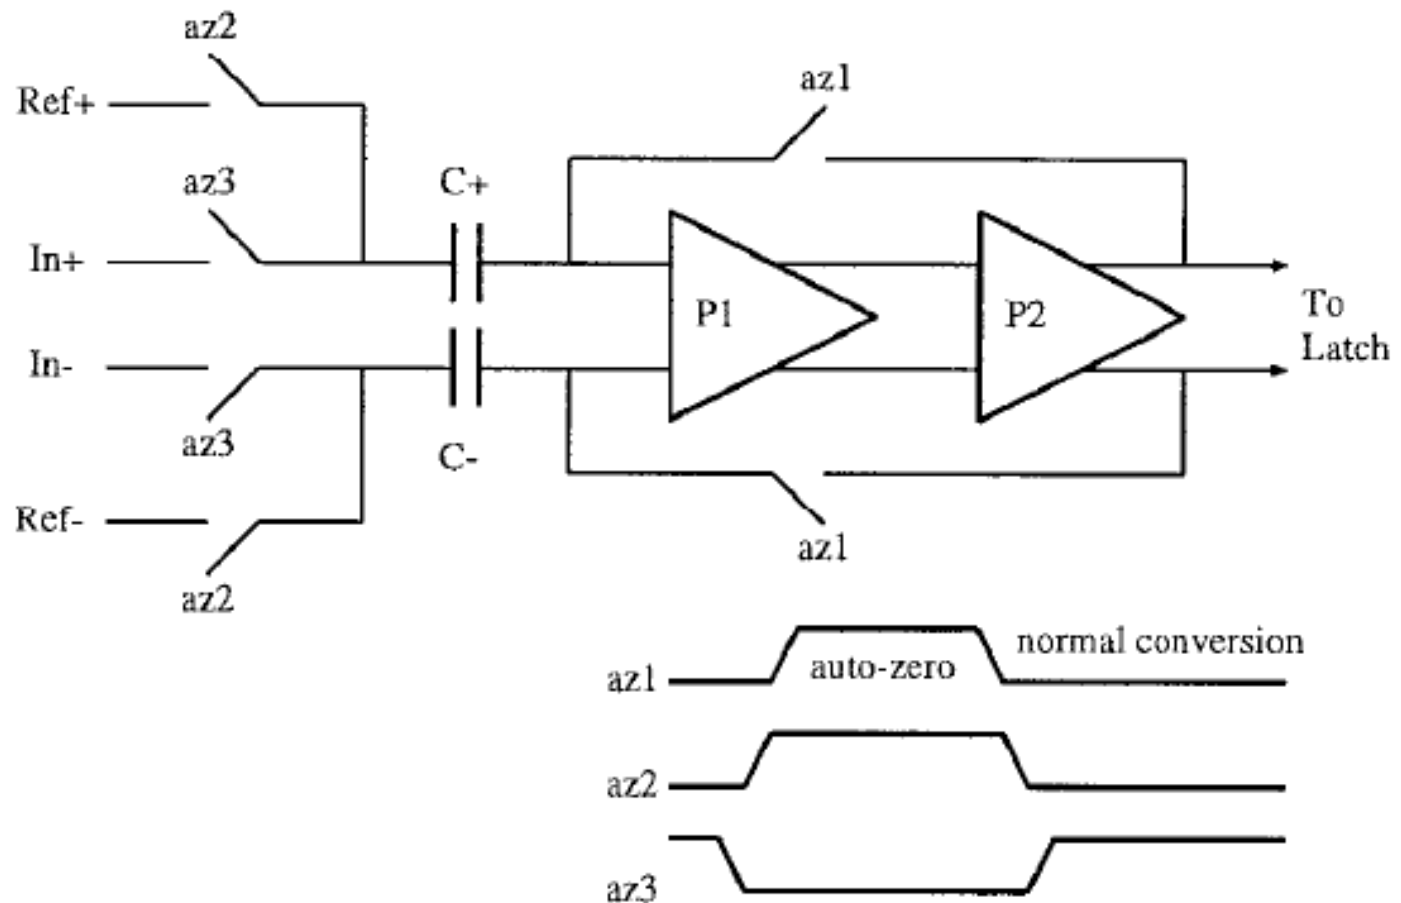 az2
Ref+
az1
az3
C+
In+
P1
P2
To
Latch
In-
az3
C-
Ref-
az1
az2
normal conversion
az1
auto-zero
az2
az3